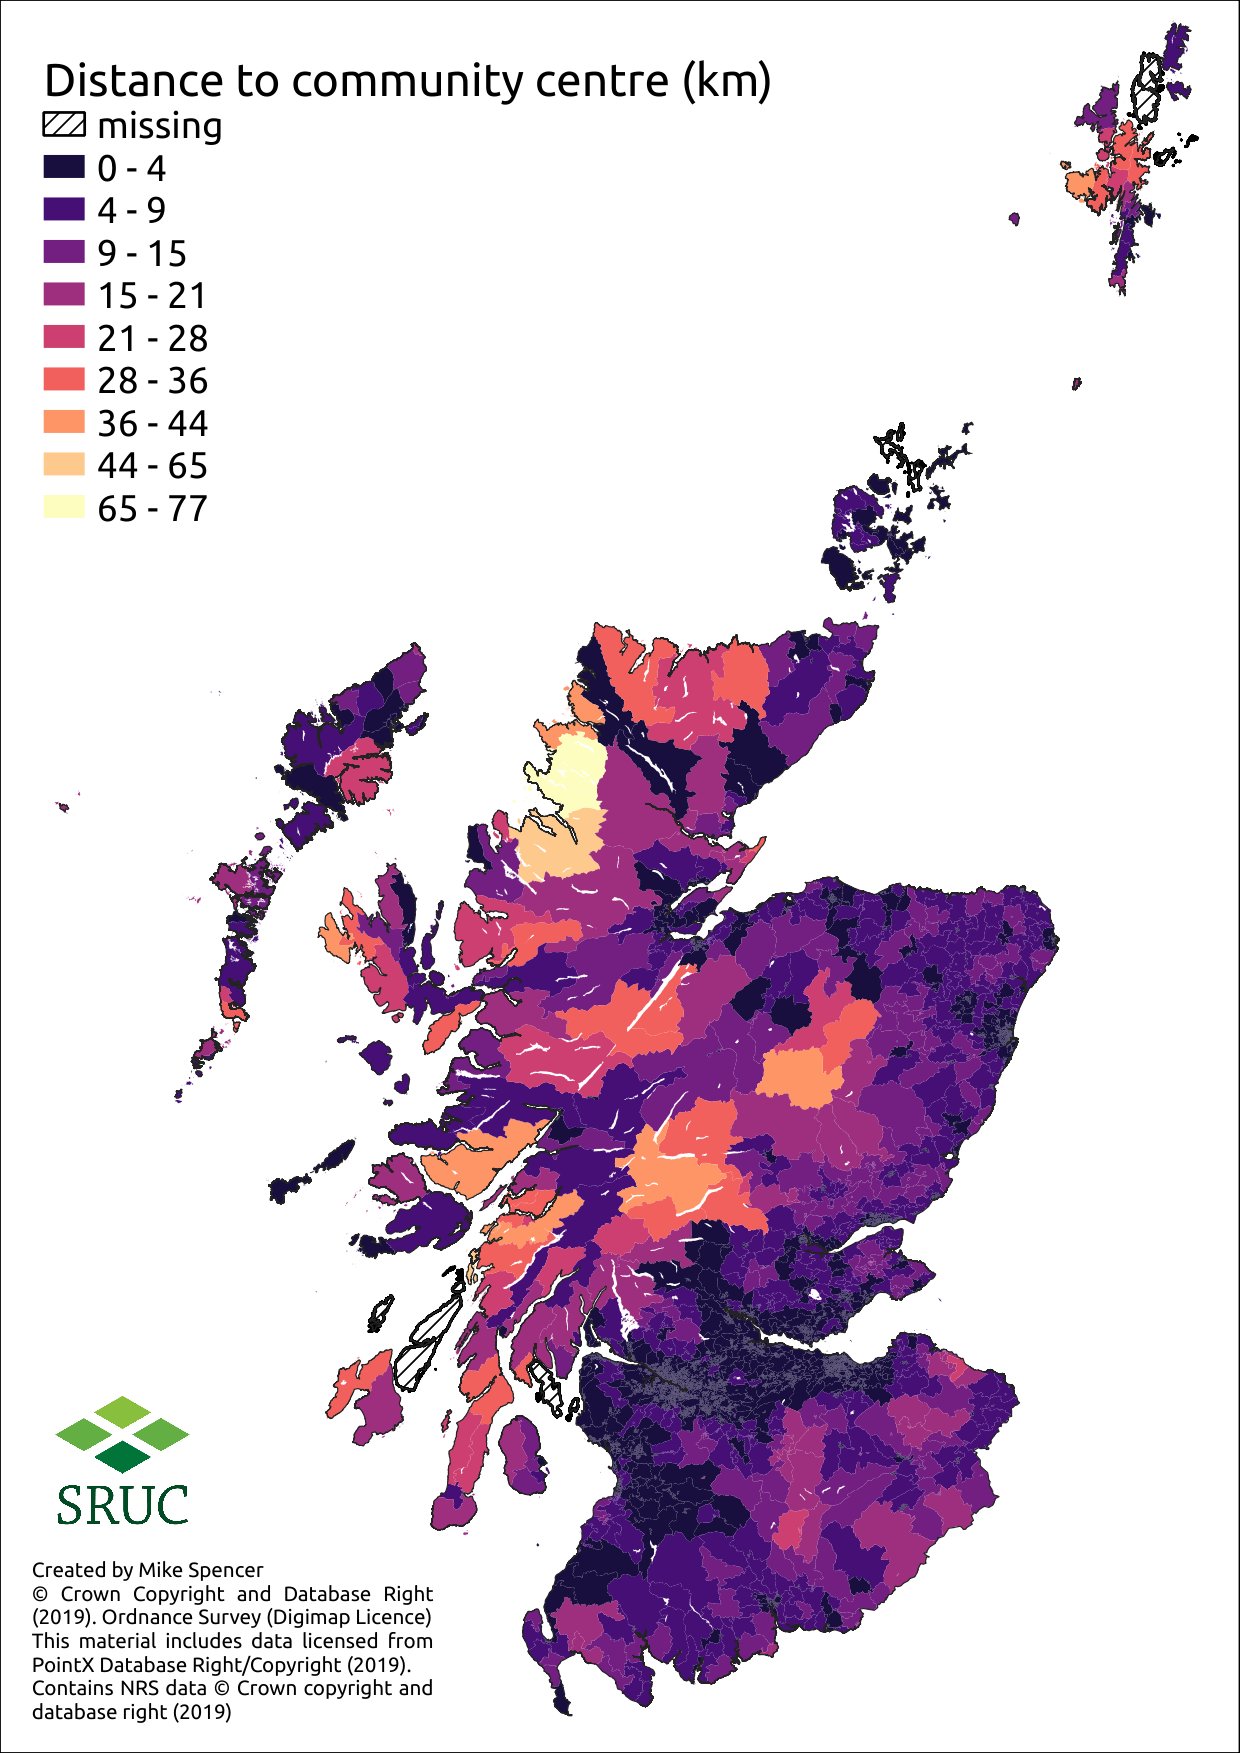 Distance to community centre (km)
missing
0 - 4
4 - 9
9 - 15
15 - 21
21 - 28
28 - 36
36 - 44
44 - 65
65 - 77
SRUC
Created by Mike Spencer
© Crown Copyright and Database Right
(2019). Ordnance Survey (Digimap Licence)
This material includes data licensed from
PointX Database Right/Copyright (2019).
Contains NRS data © Crown copyright and
database right (2019)